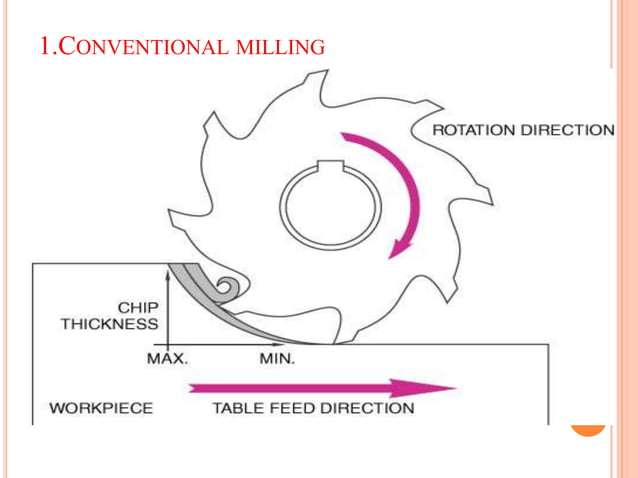 1.CONVENTIONAL MILLING
ROTATION DIRECTION
CHIP
THICKNESS
MAX.
MIN.
WORKPIECE
TABLE FEED DIRECTION